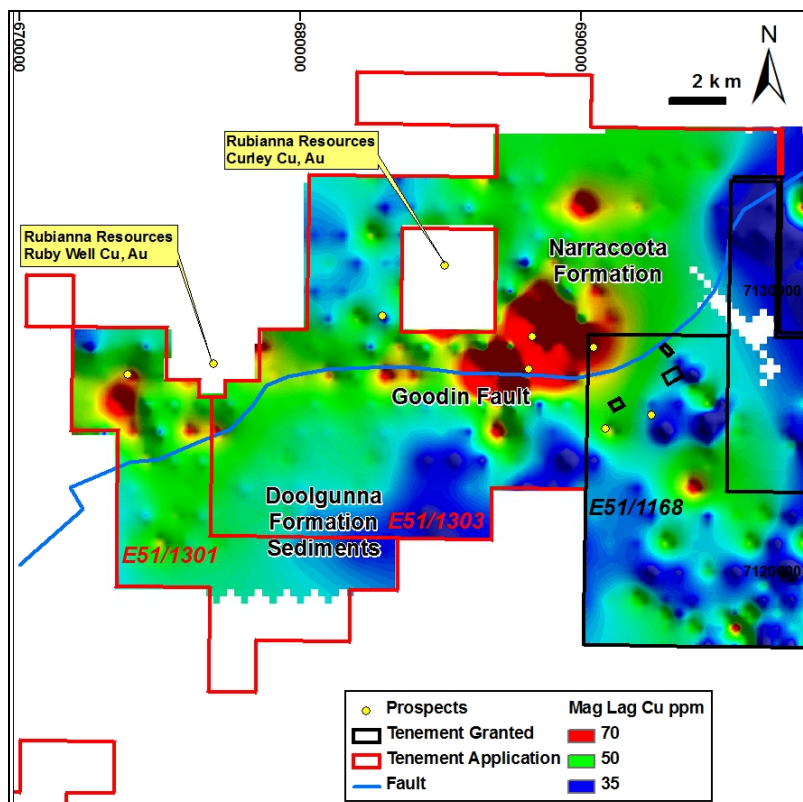 670000
680000
690000
N
2 km
Rubianna Resources
Curley Cu, Au
Rubianna Resources
Ruby Well Cu, Au
Narracoota
Formation
7130000
Goodin Fault
Doolgunna
Formation
Sediments
E51/1303
E51/1168
E51/1301
7120000
Prospects
Tenement Granted
Tenement Application
Fault
Mag Lag Cu ppm
70
50
35